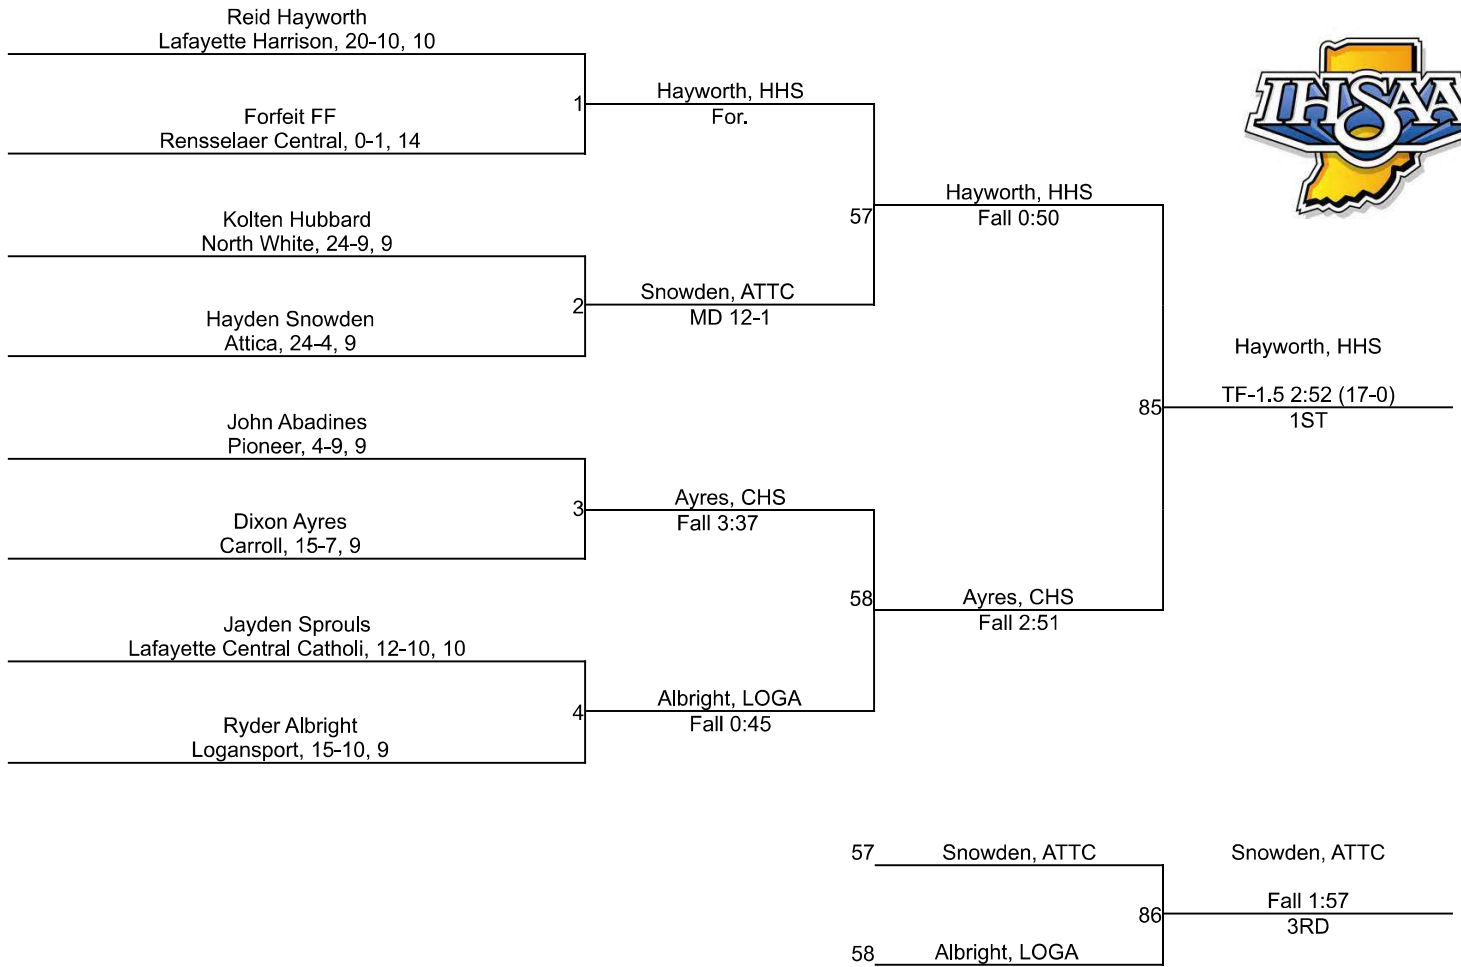 Reid Hayworth
Lafayette Harrison, 20-10, 10
1
Forfeit FF
Rensselaer Central, 0-1, 14
Hayworth, HHS
For.
IHSAA
Kolten Hubbard
North White, 24-9, 9
2
Hayden Snowden
Attica, 24-4, 9
Snowden, ATTC
MD 12-1
57
Hayworth, HHS
Fall 0:50
John Abadines
Pioneer, 4-9, 9
3
Dixon Ayres
Carroll, 15-7, 9
Ayres, CHS
Fall 3:37
Jayden Sprouls
Lafayette Central Catholi, 12-10, 10
4
Ryder Albright
Logansport, 15-10, 9
Albright, LOGA
Fall 0:45
58
Ayres, CHS
Fall 2:51
85
Hayworth, HHS
TF-1.5 2:52 (17-0)
1ST
57
Snowden, ATTC
58
Albright, LOGA
86
Snowden, ATTC
Fall 1:57
3RD